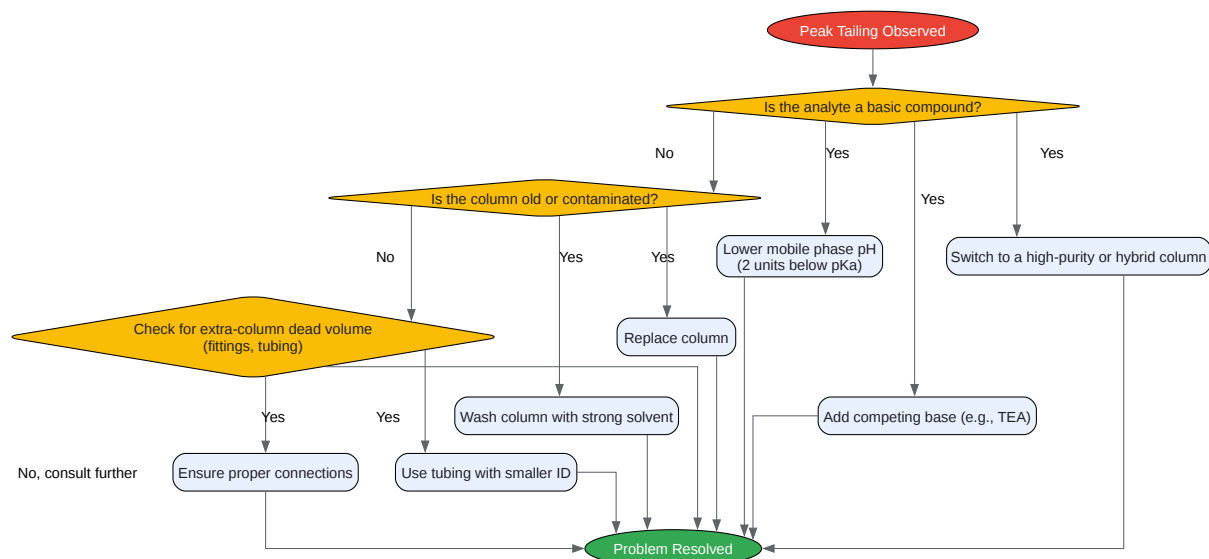 Peak Tailing Observed
Is the analyte a basic compound?
No
Yes
Yes
Yes
Is the column old or contaminated?
No
Yes
Yes
Lower mobile phase pH
(2 units below pKa)
Switch to a high-purity or hybrid column
Check for extra-column dead volume
(fittings, tubing)
Replace column
Yes
Yes
Wash column with strong solvent
Add competing base (e.g., TEA)
No, consult further
Ensure proper connections
Use tubing with smaller ID
Problem Resolved